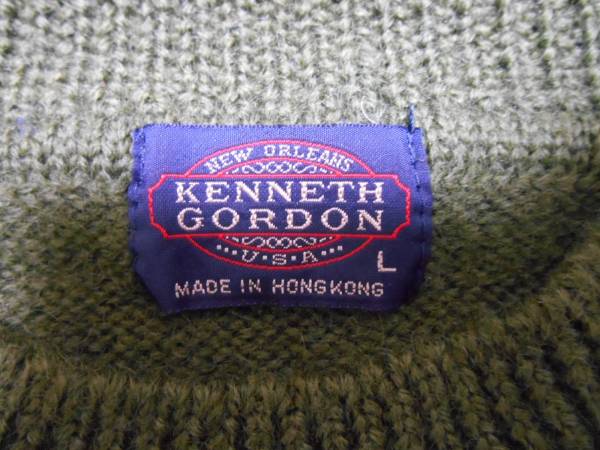 NEW ORLEANS
KENNETH
GORDON
U·S·A
L
MADE IN HONGKONG